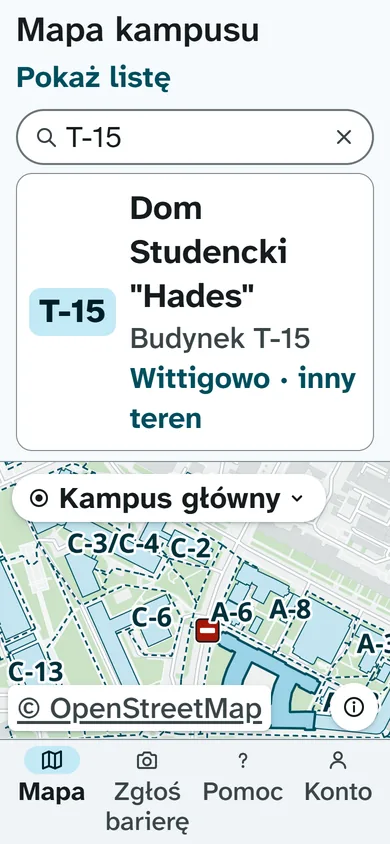 Mapa kampusu
Pokaż listę
T-15
T-15
Dom
Studencki
"Hades"
Budynek T-15
Wittigowo · inny
teren
Kampus główny
C-3/C-4
C-2
C-6
A-6
A-8
C-13
© OpenStreetMap
Mapa
Zgłoś
barierę
Pomoc
Konto